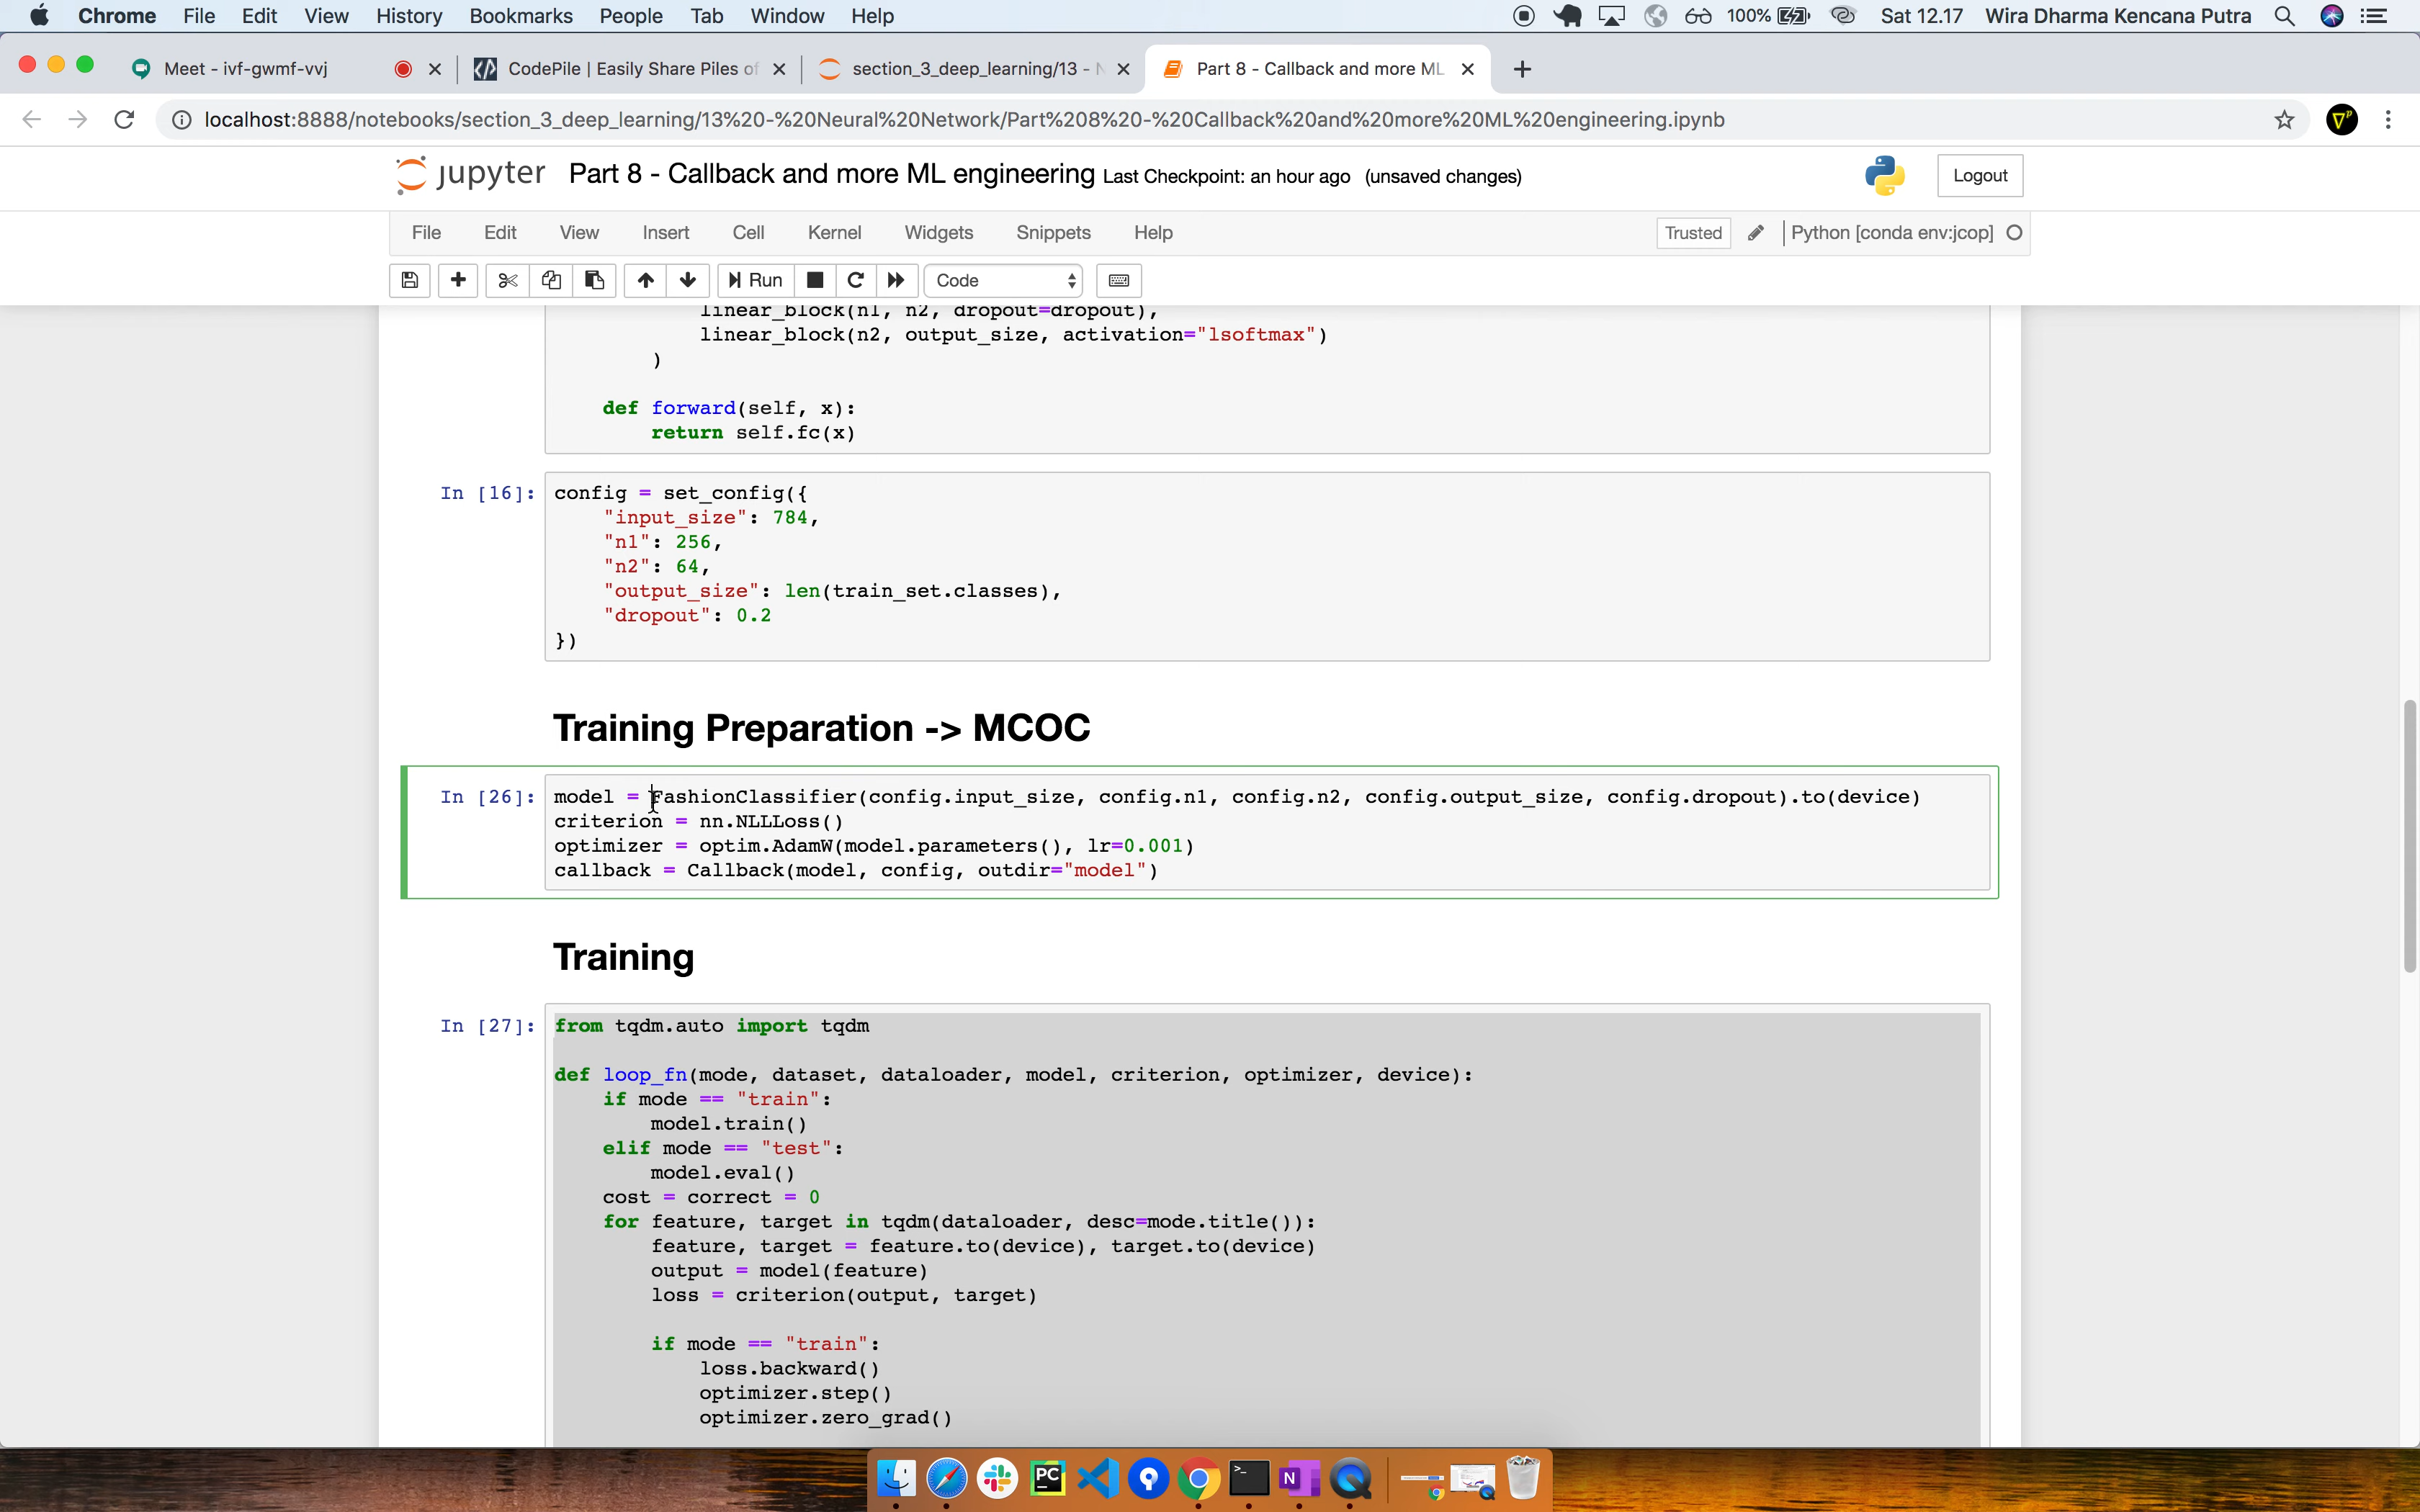 Chrome File Edit View History Bookmarks People Tab Window Help 100% Sat 12.17 Wira Dharma Kencana Putra
Meet - ivf-gwmf-vvj CodePile | Easily Share Piles of section_3_deep_learning/13 - N Part 8 - Callback and more ML
localhost:8888/notebooks/section_3_deep_learning/13%20-%20Neural%20Network/Part%208%20-%20Callback%20and%20more%20ML%20engineering.ipynb
jupyter Part 8 - Callback and more ML engineering Last Checkpoint: an hour ago (unsaved changes) Logout
File Edit View Insert Cell Kernel Widgets Snippets Help Trusted Python [conda env:jcop]
Run Code
linear_block(n1, n2, dropout=dropout),
linear_block(n2, output_size, activation="lsoftmax")
)
def forward(self, x):
return self.fc(x)
In [16]: config = set_config({
"input_size": 784,
"n1": 256,
"n2": 64,
"output_size": len(train_set.classes),
"dropout": 0.2
})
Training Preparation -> MCOC
In [26]: model = FashionClassifier(config.input_size, config.n1, config.n2, config.output_size, config.dropout).to(device)
criterion = nn.NLLLoss()
optimizer = optim.AdamW(model.parameters(), lr=0.001)
callback = Callback(model, config, outdir="model")
Training
In [27]: from tqdm.auto import tqdm
def loop_fn(mode, dataset, dataloader, model, criterion, optimizer, device):
if mode == "train":
model.train()
elif mode == "test":
model.eval()
cost = correct = 0
for feature, target in tqdm(dataloader, desc=mode.title()):
feature, target = feature.to(device), target.to(device)
output = model(feature)
loss = criterion(output, target)
if mode == "train":
loss.backward()
optimizer.step()
optimizer.zero_grad()
PC
N